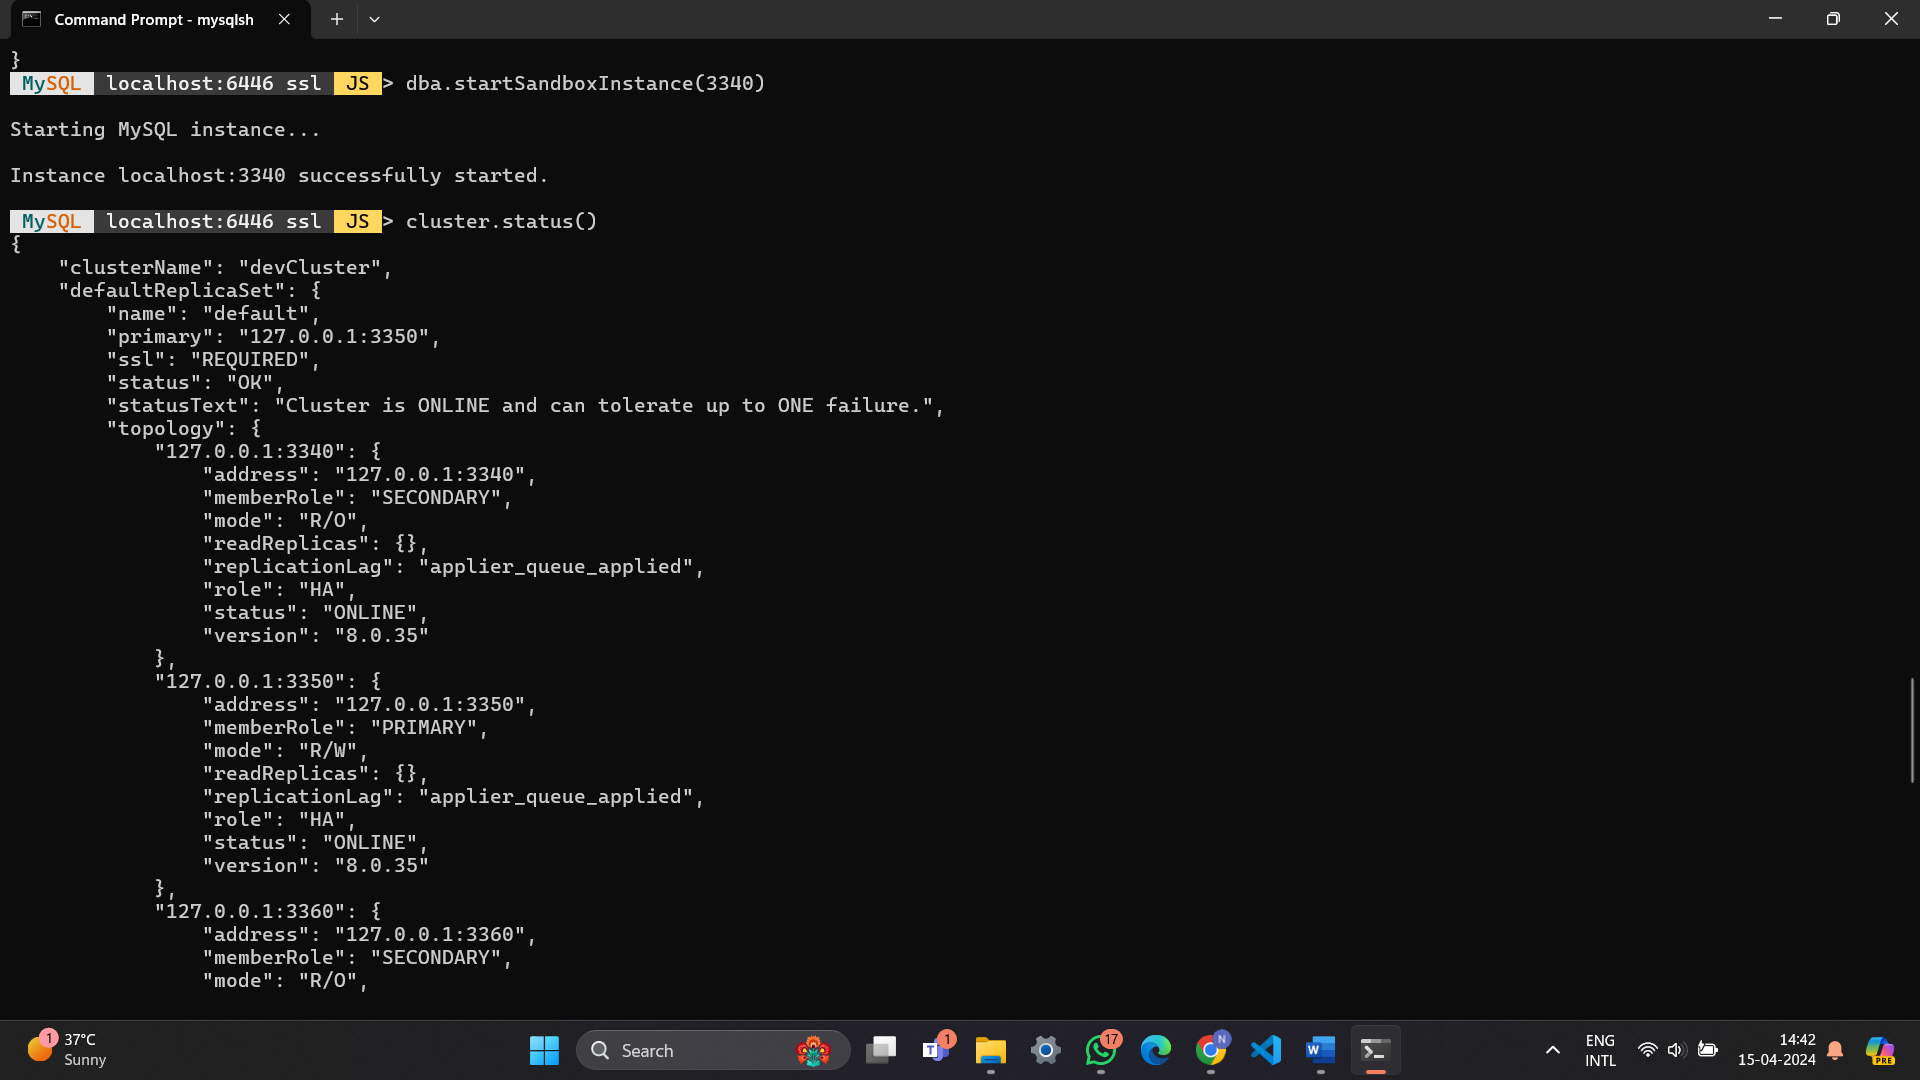 Command Prompt - mysqlsh
}
MySQL localhost:6446 ssl JS > dba.startSandboxInstance(3340)
Starting MySQL instance...
Instance localhost:3340 successfully started.
MySQL localhost:6446 ssl JS > cluster.status()
{
    "clusterName": "devCluster",
    "defaultReplicaSet": {
        "name": "default",
        "primary": "127.0.0.1:3350",
        "ssl": "REQUIRED",
        "status": "OK",
        "statusText": "Cluster is ONLINE and can tolerate up to ONE failure.",
        "topology": {
            "127.0.0.1:3340": {
                "address": "127.0.0.1:3340",
                "memberRole": "SECONDARY",
                "mode": "R/O",
                "readReplicas": {},
                "replicationLag": "applier_queue_applied",
                "role": "HA",
                "status": "ONLINE",
                "version": "8.0.35"
            },
            "127.0.0.1:3350": {
                "address": "127.0.0.1:3350",
                "memberRole": "PRIMARY",
                "mode": "R/W",
                "readReplicas": {},
                "replicationLag": "applier_queue_applied",
                "role": "HA",
                "status": "ONLINE",
                "version": "8.0.35"
            },
            "127.0.0.1:3360": {
                "address": "127.0.0.1:3360",
                "memberRole": "SECONDARY",
                "mode": "R/O",
1
37°C
Sunny
Search
T
1
17
N
W
ENG
INTL
14:42
15-04-2024
PRE